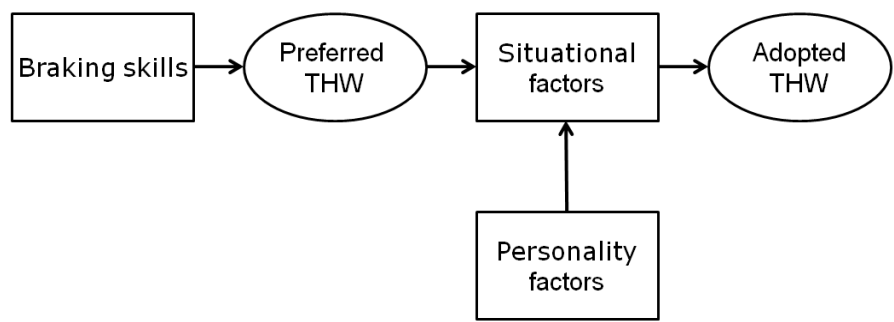 Braking skills
Preferred
THW
Situational
factors
Adopted
THW
Personality
factors